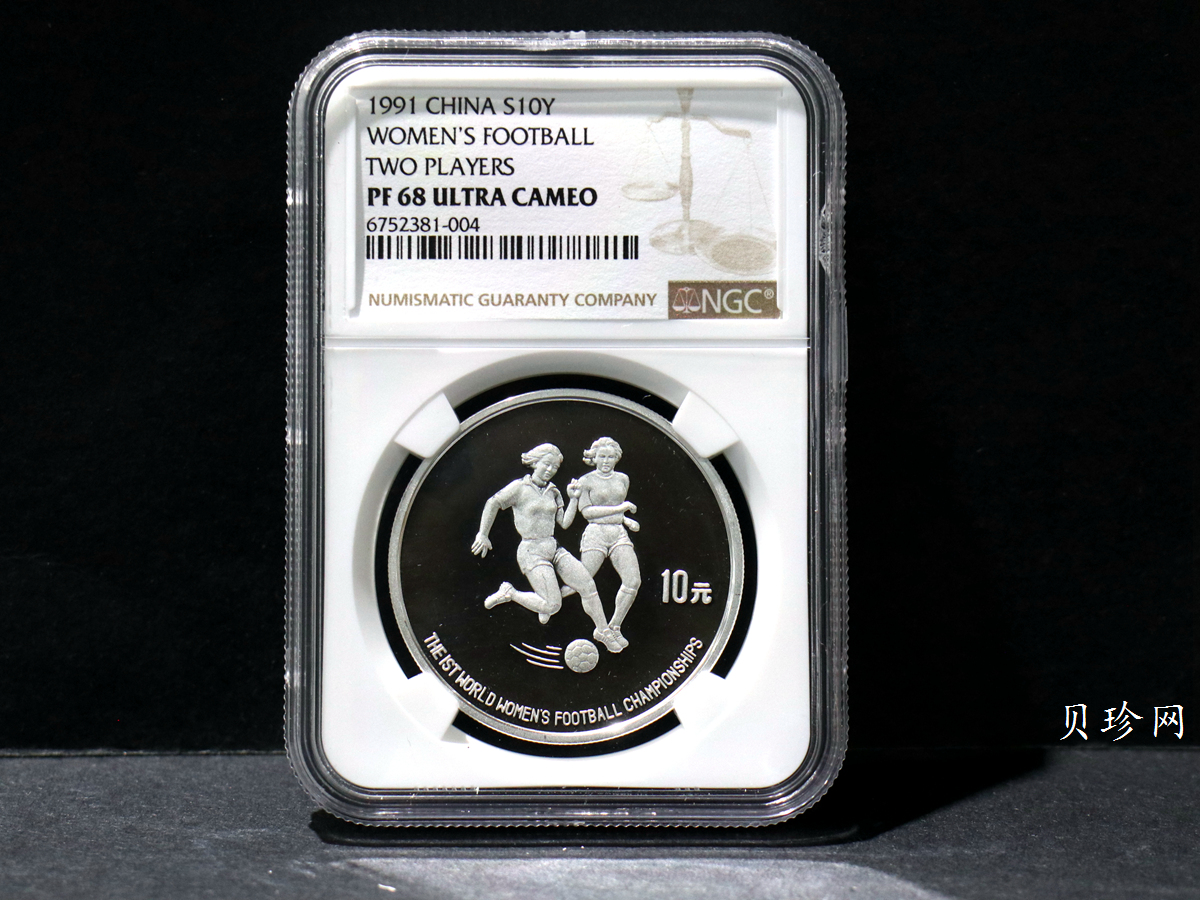 1991 CHINA S10Y
WOMEN'S FOOTBALL
TWO PLAYERS
PF 68 ULTRA CAMEO
6752381-004
NUMISMATIC GUARANTY COMPANY
NGC®
10元
THE 1ST WORLD WOMEN'S FOOTBALL CHAMPIONSHIPS
贝珍网